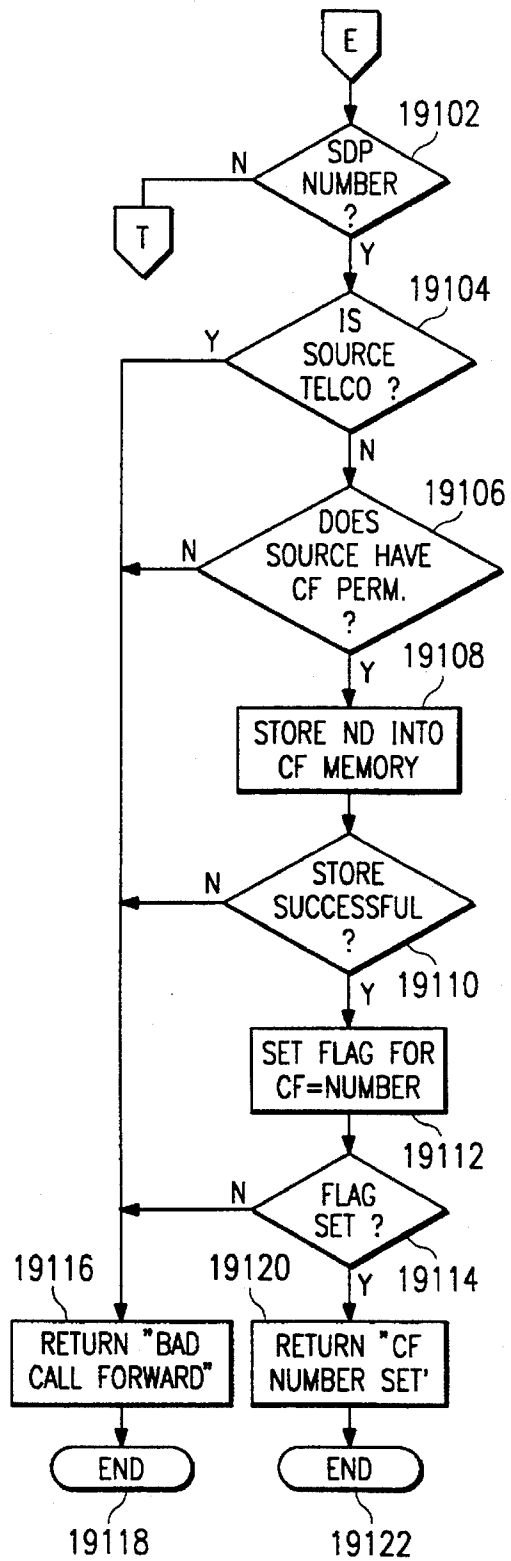 E
19102
SDP
NUMBER
?
N
T
Y
19104
IS
SOURCE
TELCO ?
Y
N
19106
DOES
SOURCE HAVE
CF PERM.
?
N
Y
19108
STORE ND INTO
CF MEMORY
STORE
SUCCESSFUL
?
N
Y
19110
SET FLAG FOR
CF=NUMBER
19112
FLAG
SET ?
N
Y
19114
19116
RETURN "BAD
CALL FORWARD"
19120
RETURN "CF
NUMBER SET'
END
19118
END
19122